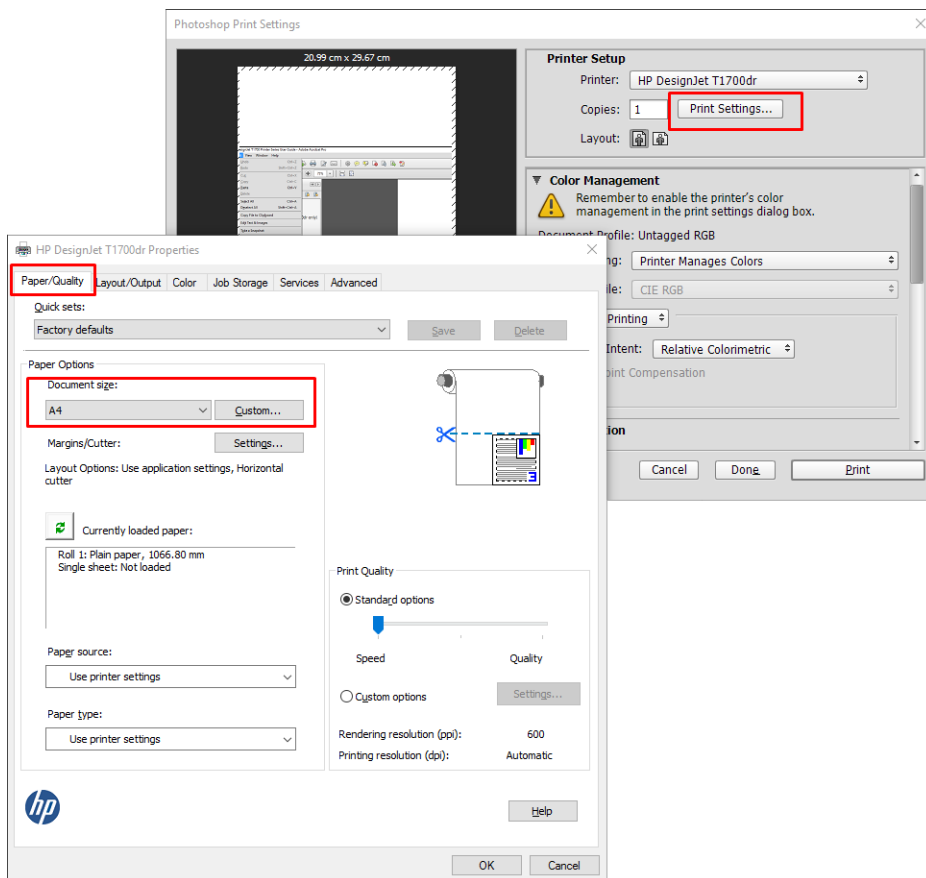 Photoshop Print Settings
20.99 cm x 29.67 cm
Printer Setup
Printer: HP DesignJet T1700dr
Copies: 1 Print Settings...
Layout:
Color Management
Remember to enable the printer's color
management in the print settings dialog box.
Document Profile: Untagged RGB
Printer Manages Colors
CIE RGB
Printing
Intent: Relative Colorimetric
Compensation
Cancel Done Print
HP DesignJet T1700dr Properties
Paper/Quality Layout/Output Color Job Storage Services Advanced
Quick sets:
Factory defaults Save Delete
Paper Options
Document size:
A4 Custom...
Margins/Cutter: Settings...
Layout Options: Use application settings, Horizontal
cutter
Currently loaded paper:
Roll 1: Plain paper, 1066.80 mm
Single sheet: Not loaded
3
Paper source:
Use printer settings
Paper type:
Use printer settings
Print Quality
Standard options
Speed Quality
Custom options Settings...
Rendering resolution (ppi): 600
Printing resolution (dpi): Automatic
hp
Help
OK Cancel